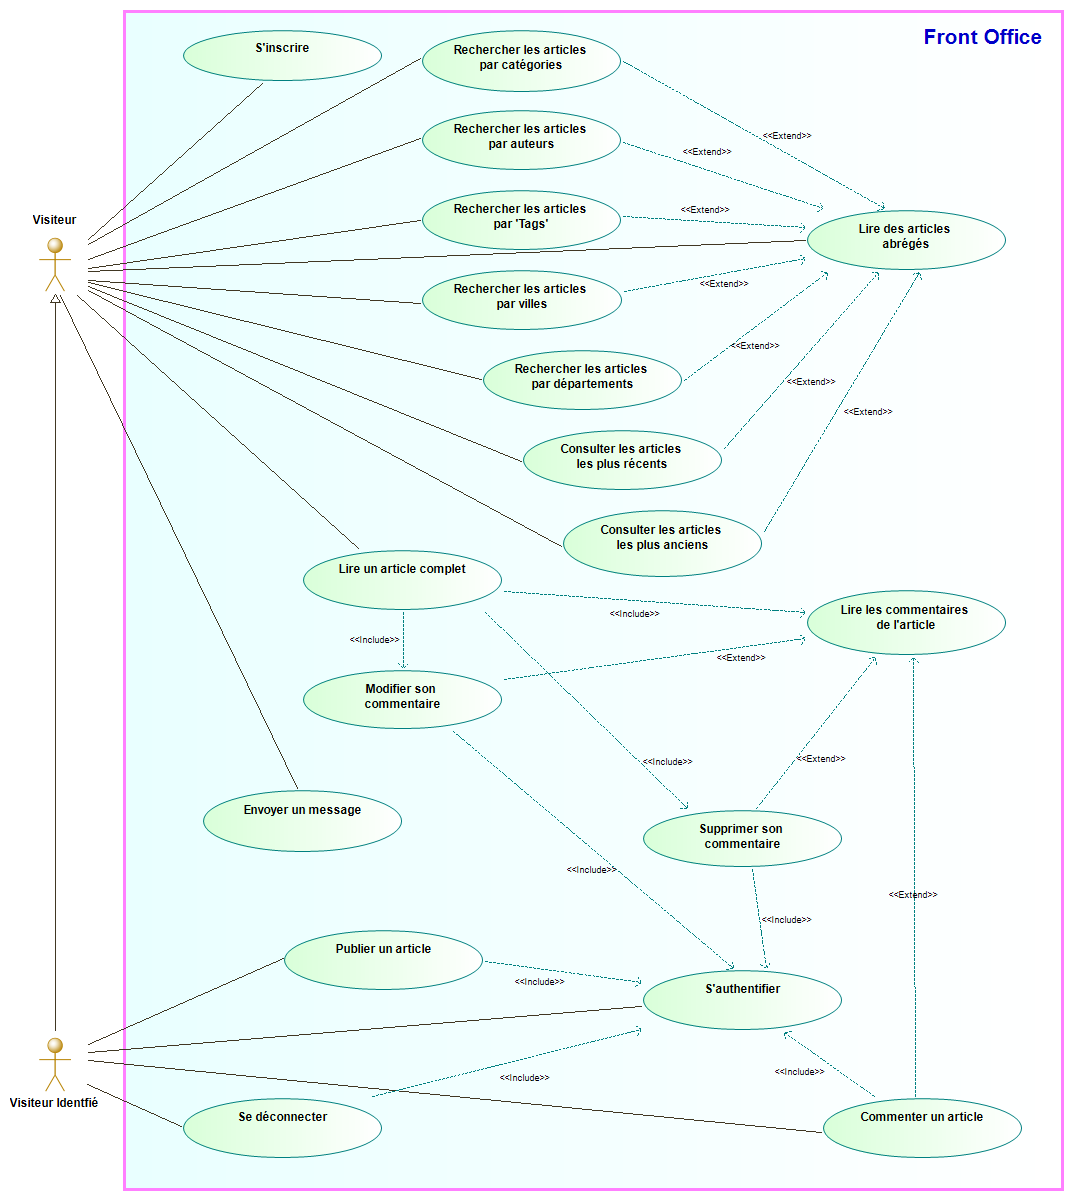 Front Office
S'inscrire
Rechercher les articles
par catégories
<<Extend>>
Rechercher les articles
par auteurs
<<Extend>>
Visiteur
Rechercher les articles
par 'Tags'
<<Extend>>
Lire des articles
abrégés
Rechercher les articles
par villes
<<Extend>>
Rechercher les articles
par départements
<<Extend>>
<<Extend>>
<<Extend>>
Consulter les articles
les plus récents
Consulter les articles
les plus anciens
Lire un article complet
<<Include>>
Lire les commentaires
de l'article
<<Include>>
<<Extend>>
Modifier son
commentaire
<<Include>>
<<Extend>>
Envoyer un message
Supprimer son
commentaire
<<Include>>
<<Extend>>
<<Include>>
Publier un article
<<Include>>
S'authentifier
<<Include>>
<<Include>>
Visiteur Identfié
Se déconnecter
Commenter un article